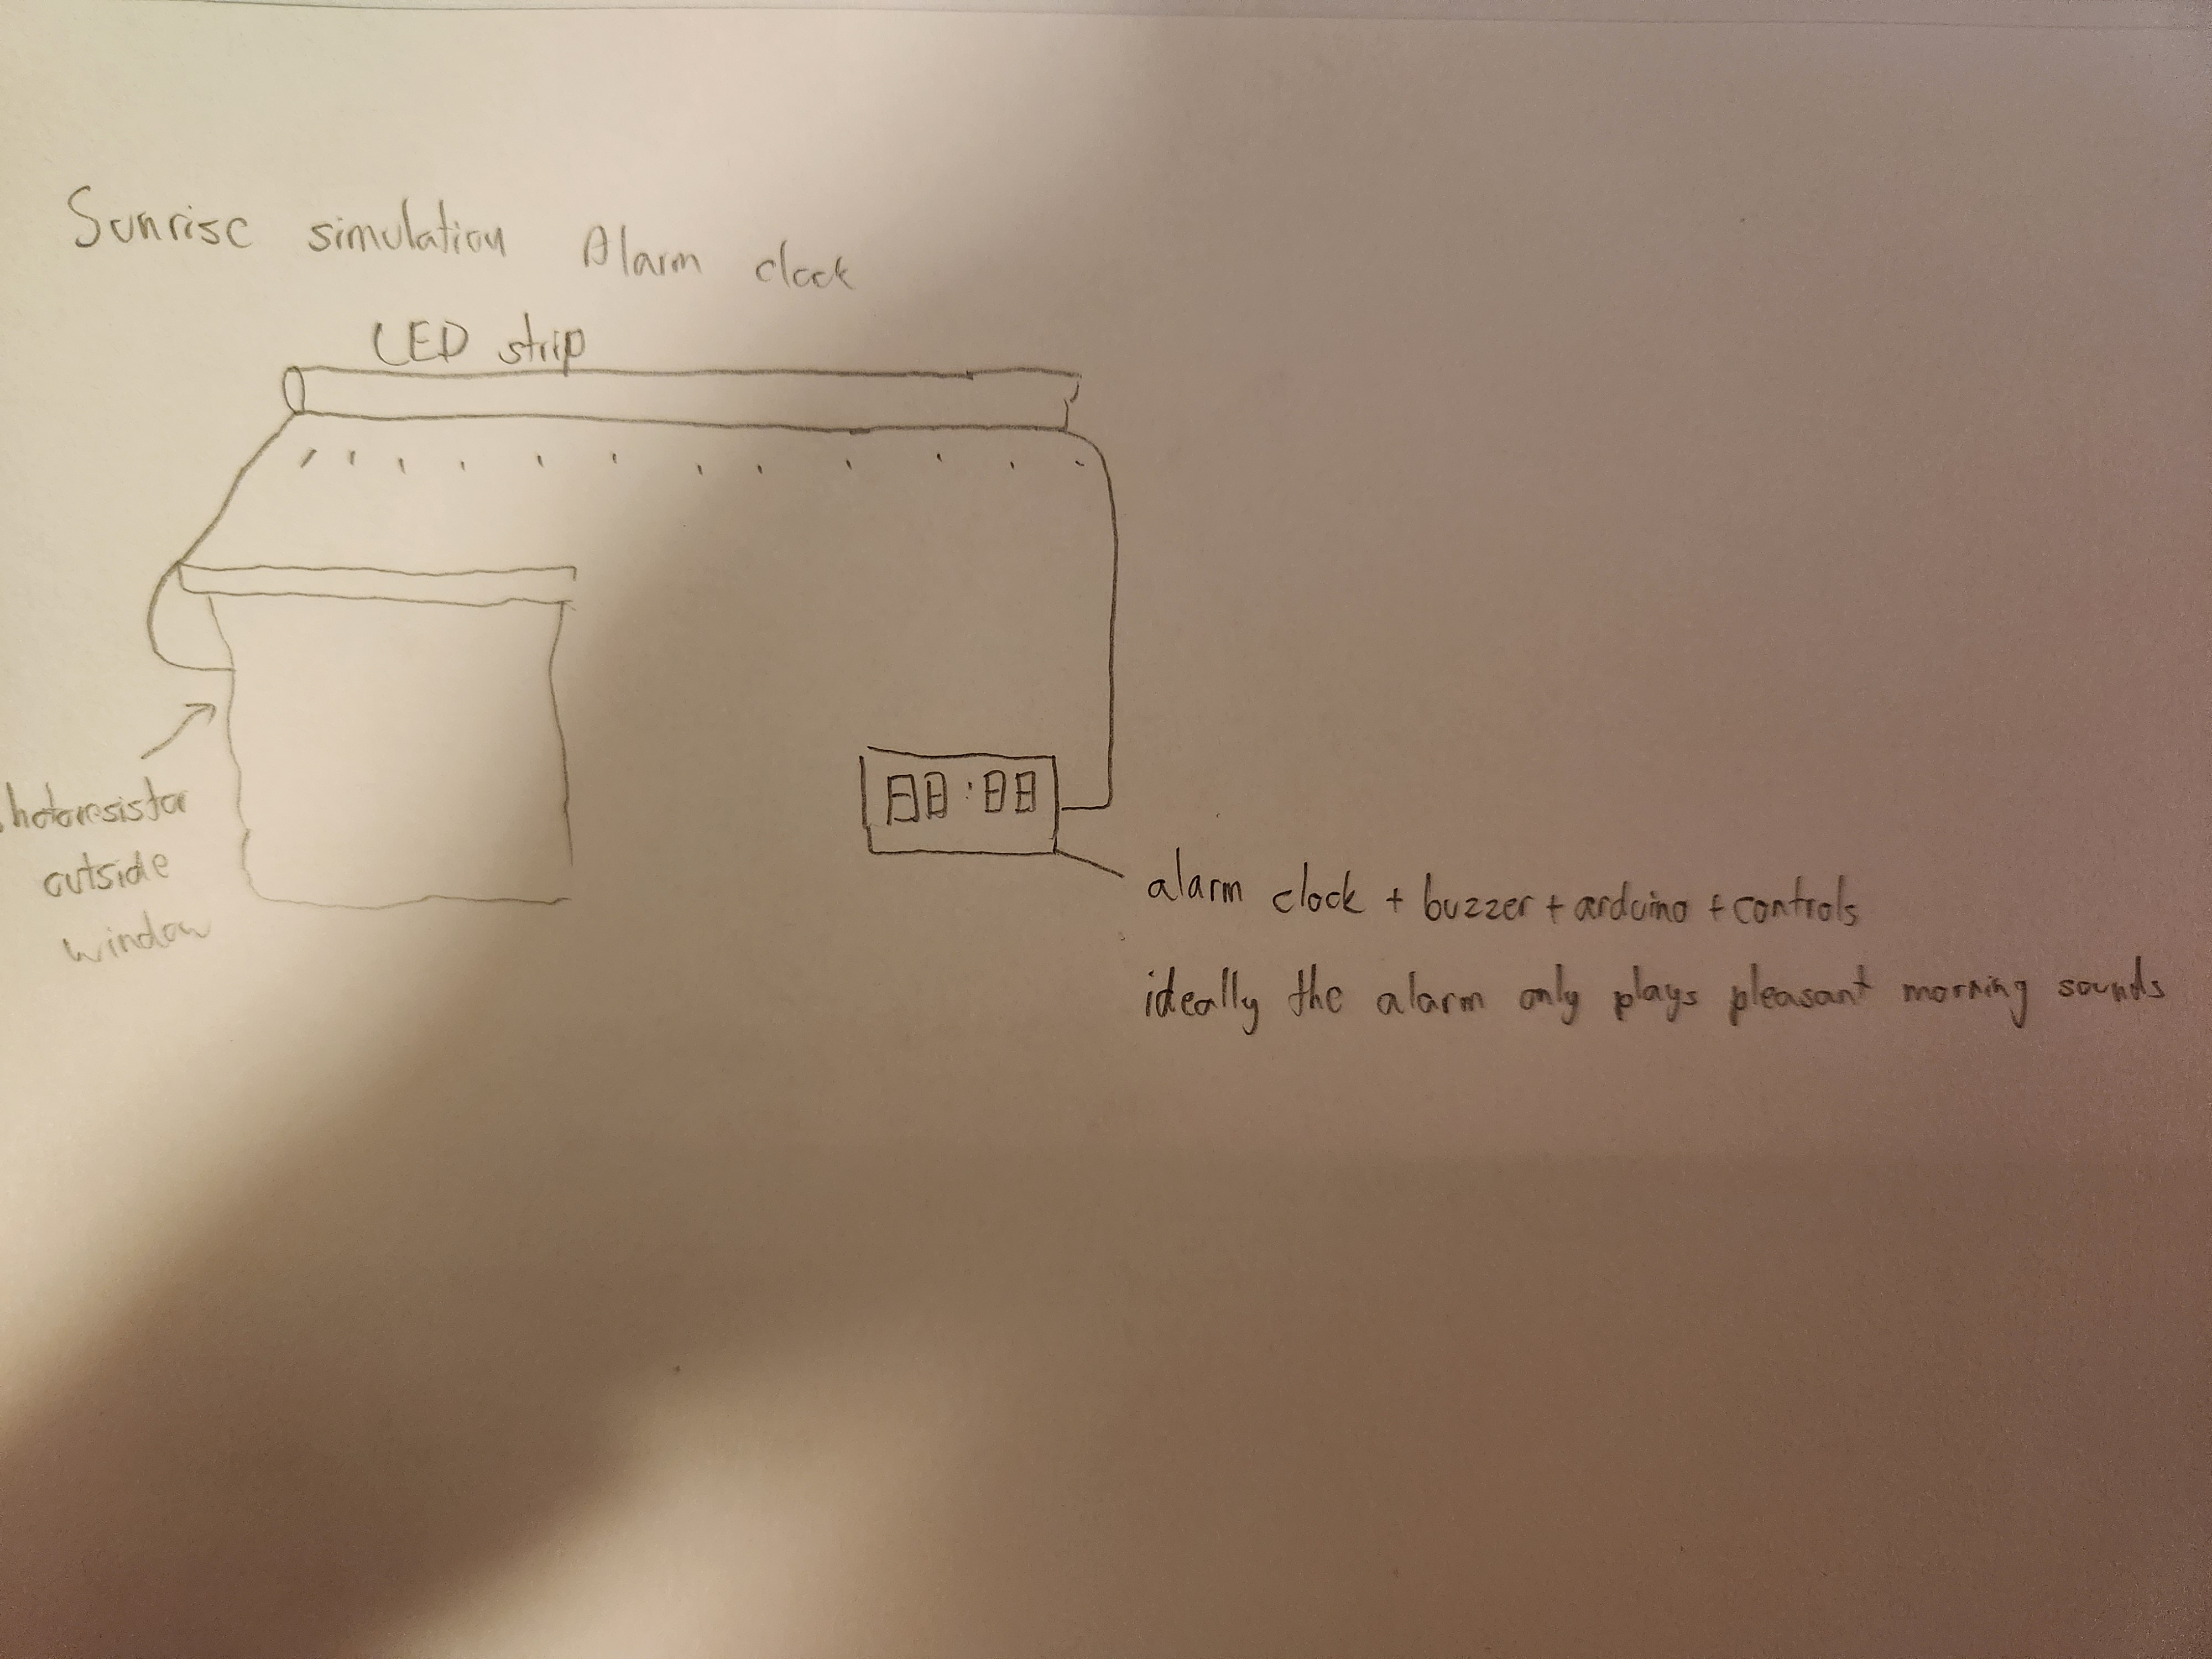 Sunrise simulation Alarm clock
LED strip
hotoresistor
outside
window
88:88
alarm clock + buzzer + arduino + controls
ideally the alarm only plays pleasant morning sounds